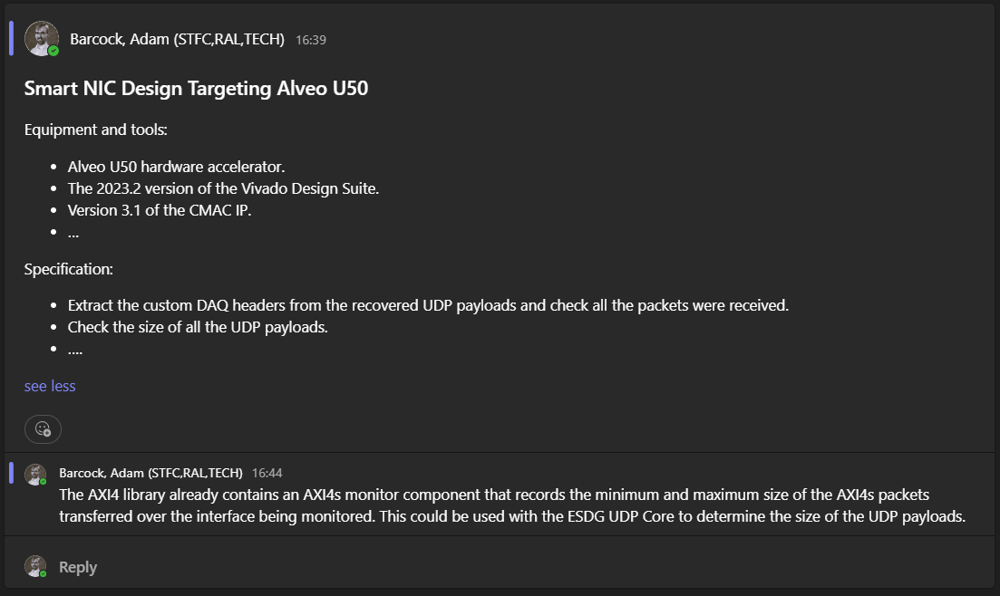 Barcock, Adam (STFC,RAL,TECH) 16:39
Smart NIC Design Targeting Alveo U50
Equipment and tools:
• Alveo U50 hardware accelerator.
• The 2023.2 version of the Vivado Design Suite.
• Version 3.1 of the CMAC IP.
• ...
Specification:
• Extract the custom DAQ headers from the recovered UDP payloads and check all the packets were received.
• Check the size of all the UDP payloads.
• ....
see less
Barcock, Adam (STFC,RAL,TECH) 16:44
The AXI4 library already contains an AXI4s monitor component that records the minimum and maximum size of the AXI4s packets
transferred over the interface being monitored. This could be used with the ESDG UDP Core to determine the size of the UDP payloads.
Reply